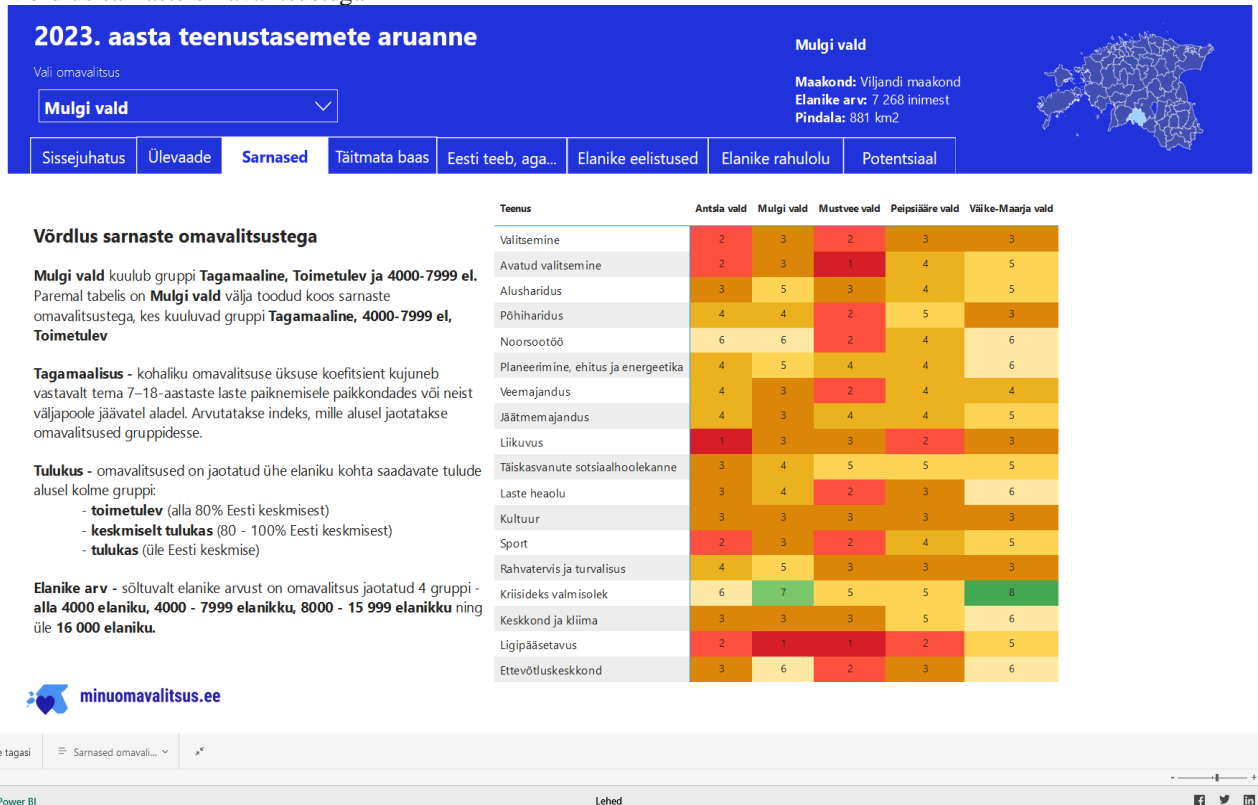 2023. aasta teenustasemete aruanne
Vali omavalitsus
Mulgi vald
Mulgi vald
Maakond: Viljandi maakond
Elanike arv: 7 268 inimest
Pindala: 881 km2
Sissejuhatus Ülevaade Sarnased Täitmata baas Eesti teeb, aga... Elanike eelistused Elanike rahulolu Potentsiaal
Võrdlus sarnaste omavalitsustega
Mulgi vald kuulub gruppi Tagamaaline, Toimetulev ja 4000-7999 el.
Paremal tabelis on Mulgi vald välja toodud koos sarnaste
omavalitsustega, kes kuuluvad gruppi Tagamaaline, 4000-7999 el,
Toimetulev
Tagamaalisus - kohaliku omavalitsuse üksuse koefitsient kujuneb
vastavalt tema 7–18-aastaste laste paiknemisele paikkondades või neist
väljapoole jäävatel aladel. Arvutatakse indeks, mille alusel jaotatakse
omavalitsused gruppidesse.
Tulukus - omavalitsused on jaotatud ühe elaniku kohta saadavate tulude
alusel kolme gruppi:
- toimetulev (alla 80% Eesti keskmisest)
- keskmiselt tulukas (80 - 100% Eesti keskmisest)
- tulukas (üle Eesti keskmise)
Elanike arv - sõltuvalt elanike arvust on omavalitsus jaotatud 4 gruppi -
alla 4000 elaniku, 4000 - 7999 elanikku, 8000 - 15 999 elanikku ning
üle 16 000 elaniku.
minuomavalitsus.ee
Teenus Antsla vald Mulgi vald Mustvee vald Peipsiääre vald Väike-Maarja vald
Valitsemine 2 3 2 3 3
Avatud valitsemine 2 3 1 4 5
Alusharidus 3 5 3 4 5
Põhiharidus 4 4 2 5 3
Noorsootöö 6 6 2 4 6
Planeerimine, ehitus ja energeetika 4 5 4 4 6
Veemajandus 4 3 2 4 4
Jäätmemajandus 4 3 4 4 5
Liikuvus 1 3 3 2 3
Täiskasvanute sotsiaalhoolekanne 3 4 5 5 5
Laste heaolu 3 4 2 3 6
Kultuur 3 3 3 3 3
Sport 2 3 2 4 5
Rahvatervis ja turvalisus 4 5 3 3 3
Kriisideks valmisolek 6 7 5 5 8
Keskkond ja kliima 3 3 3 5 6
Ligipääsetavus 2 1 1 2 5
Ettevõtluskeskkond 3 6 2 3 6
tagasi
Sarnased omavali...
- +
Power BI
Lehed